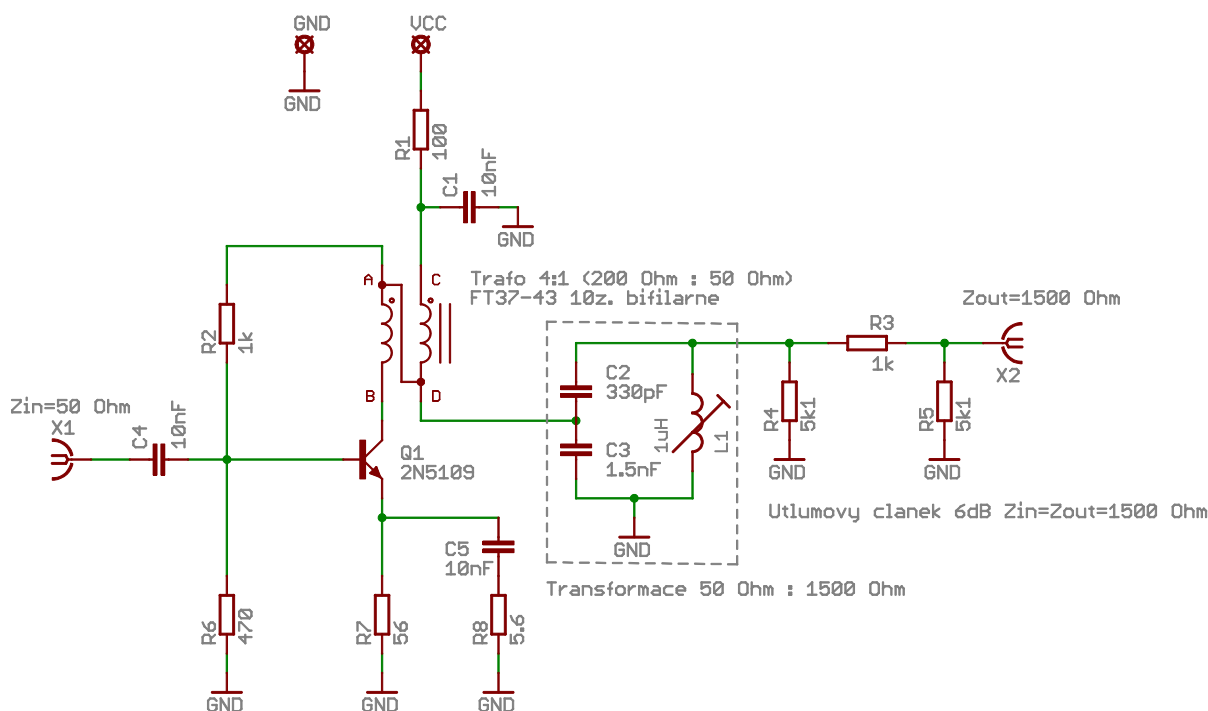 GND
VCC
GND
R1
100
C1
10nF
GND
A
C
Trafo 4:1 (200 Ohm : 50 Ohm)
FT37-43 10z. bifilarne
B
D
R2
1k
Zin=50 Ohm
X1
C4
10nF
Q1
2N5109
C2
330pF
C3
1.5nF
1uH
L1
GND
R4
5k1
GND
R3
1k
R5
5k1
GND
Zout=1500 Ohm
X2
Utlumovy clanek 6dB Zin=Zout=1500 Ohm
Transformace 50 Ohm : 1500 Ohm
C5
10nF
R6
470
GND
R7
56
GND
R8
5.6
GND